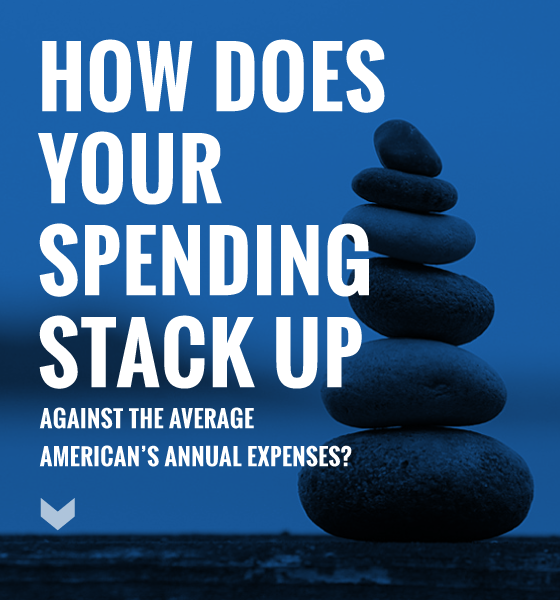 HOW DOES
YOUR
SPENDING
STACK UP
AGAINST THE AVERAGE
AMERICAN’S ANNUAL EXPENSES?